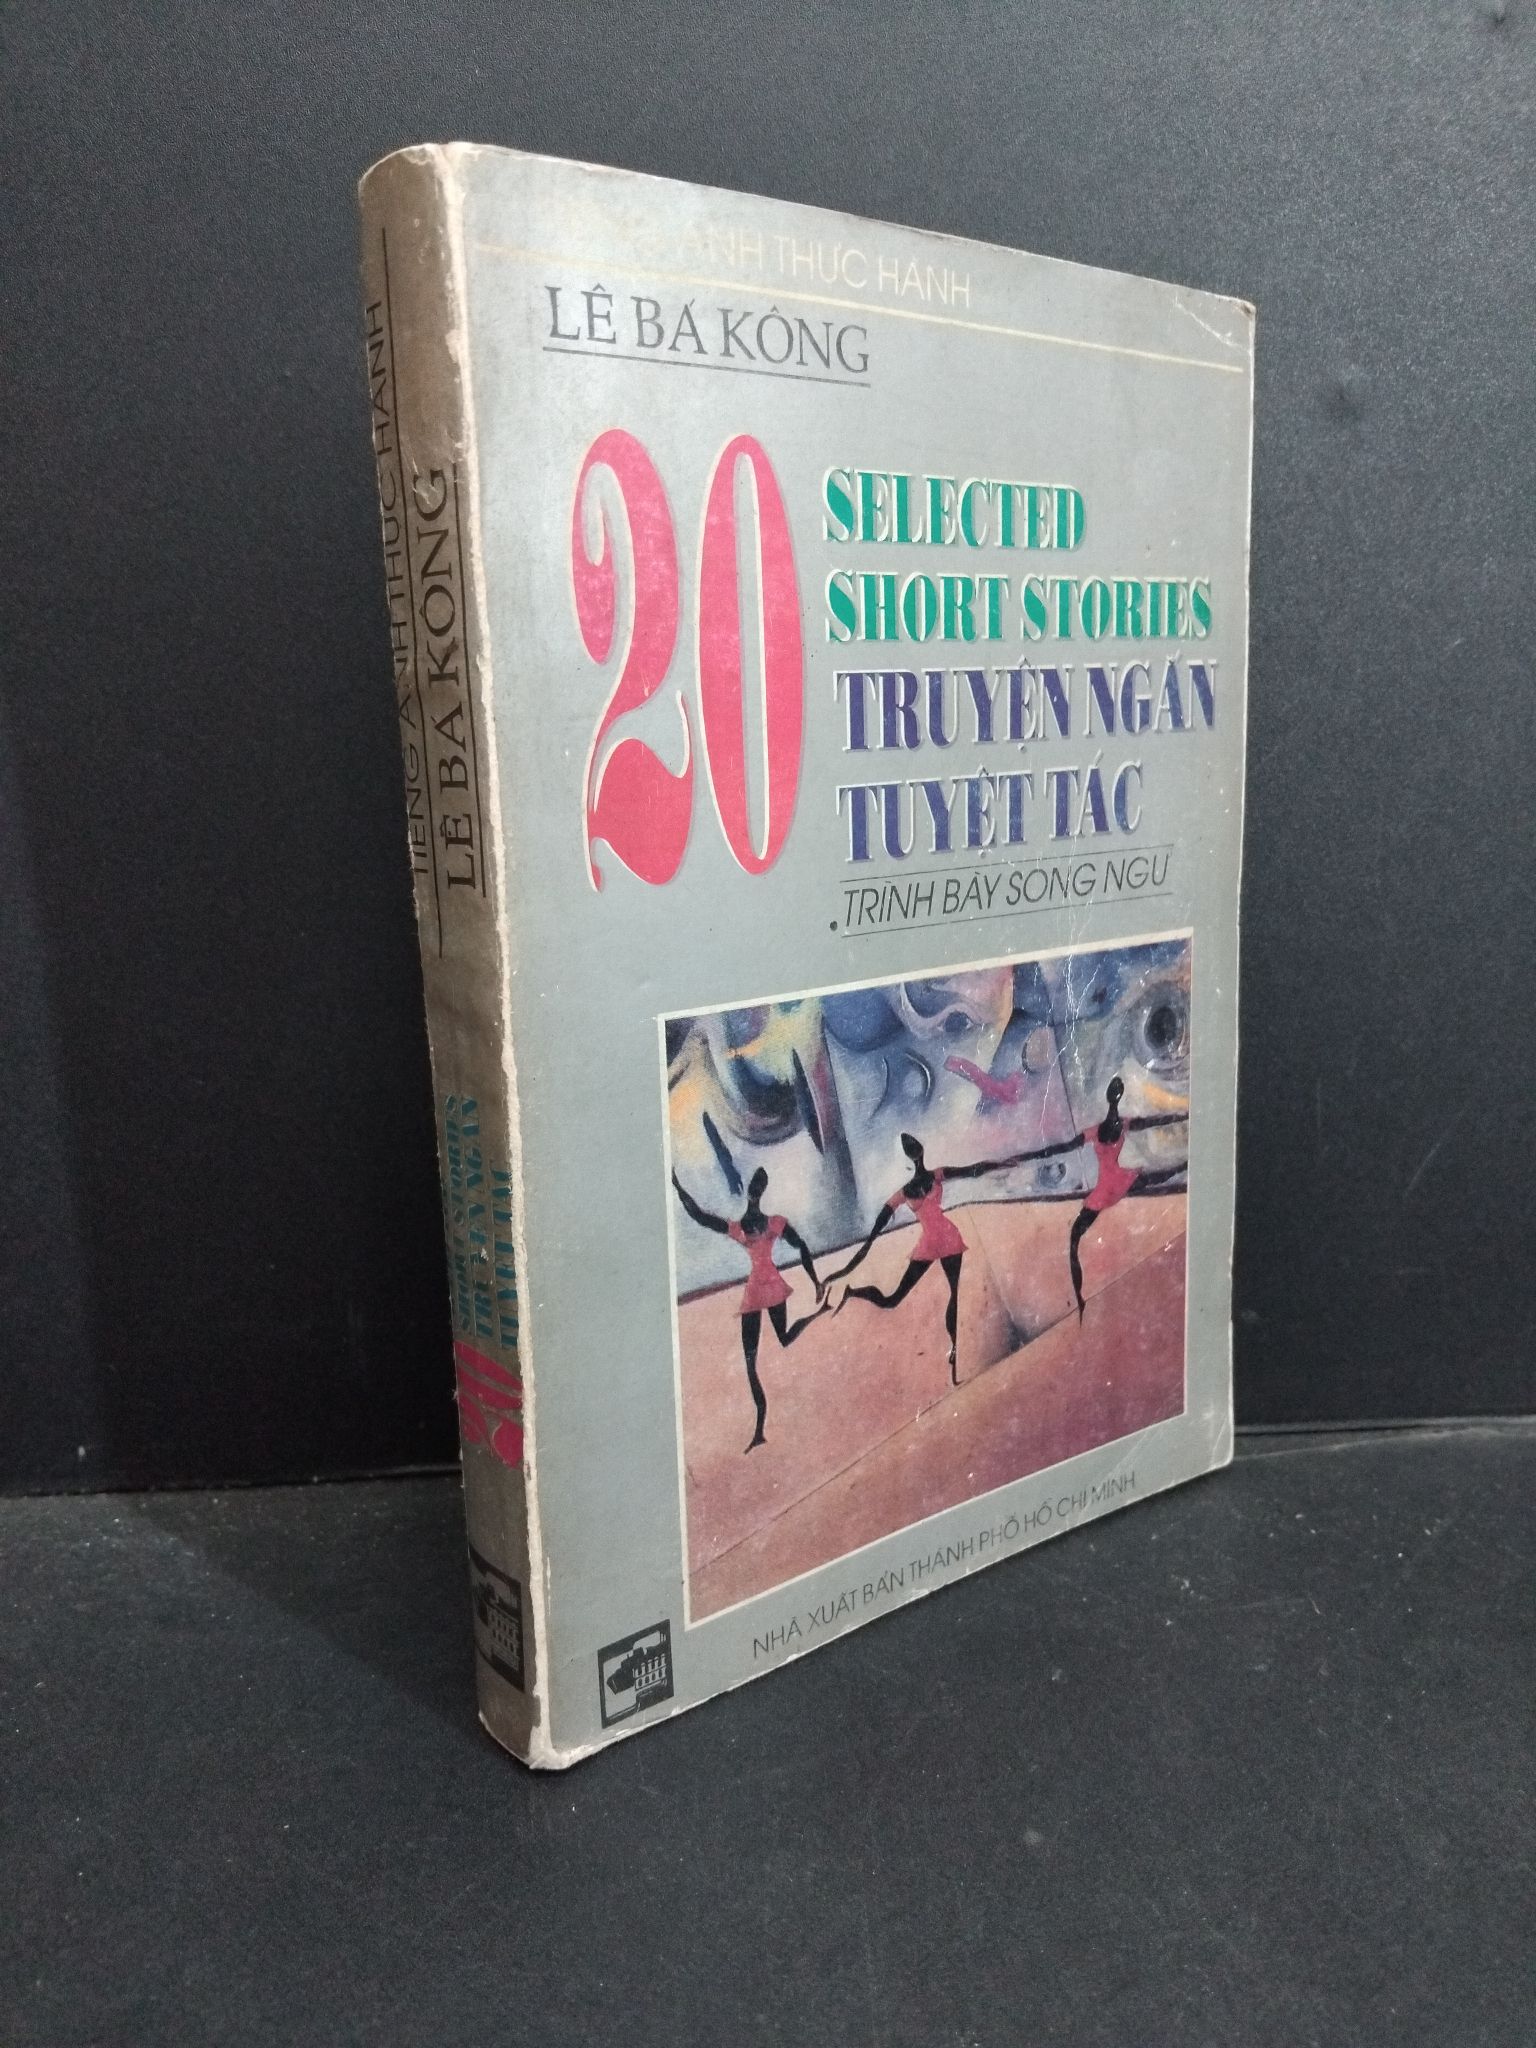 ANH THỰC HÀNH
LÊ BÁ KÔNG
20
SELECTED
SHORT STORIES
TRUYỆN NGẮN
TUYỆT TÁC
TRÌNH BÀY SONG NGỮ
NHÀ XUẤT BẢN THÀNH PHỐ HỒ CHÍ MINH
TIẾNG ANH THỰC HÀNH
LÊ BÁ KÔNG
20
SHORT STORIES
TRUYỆN NGẮN
TUYỆT TÁC